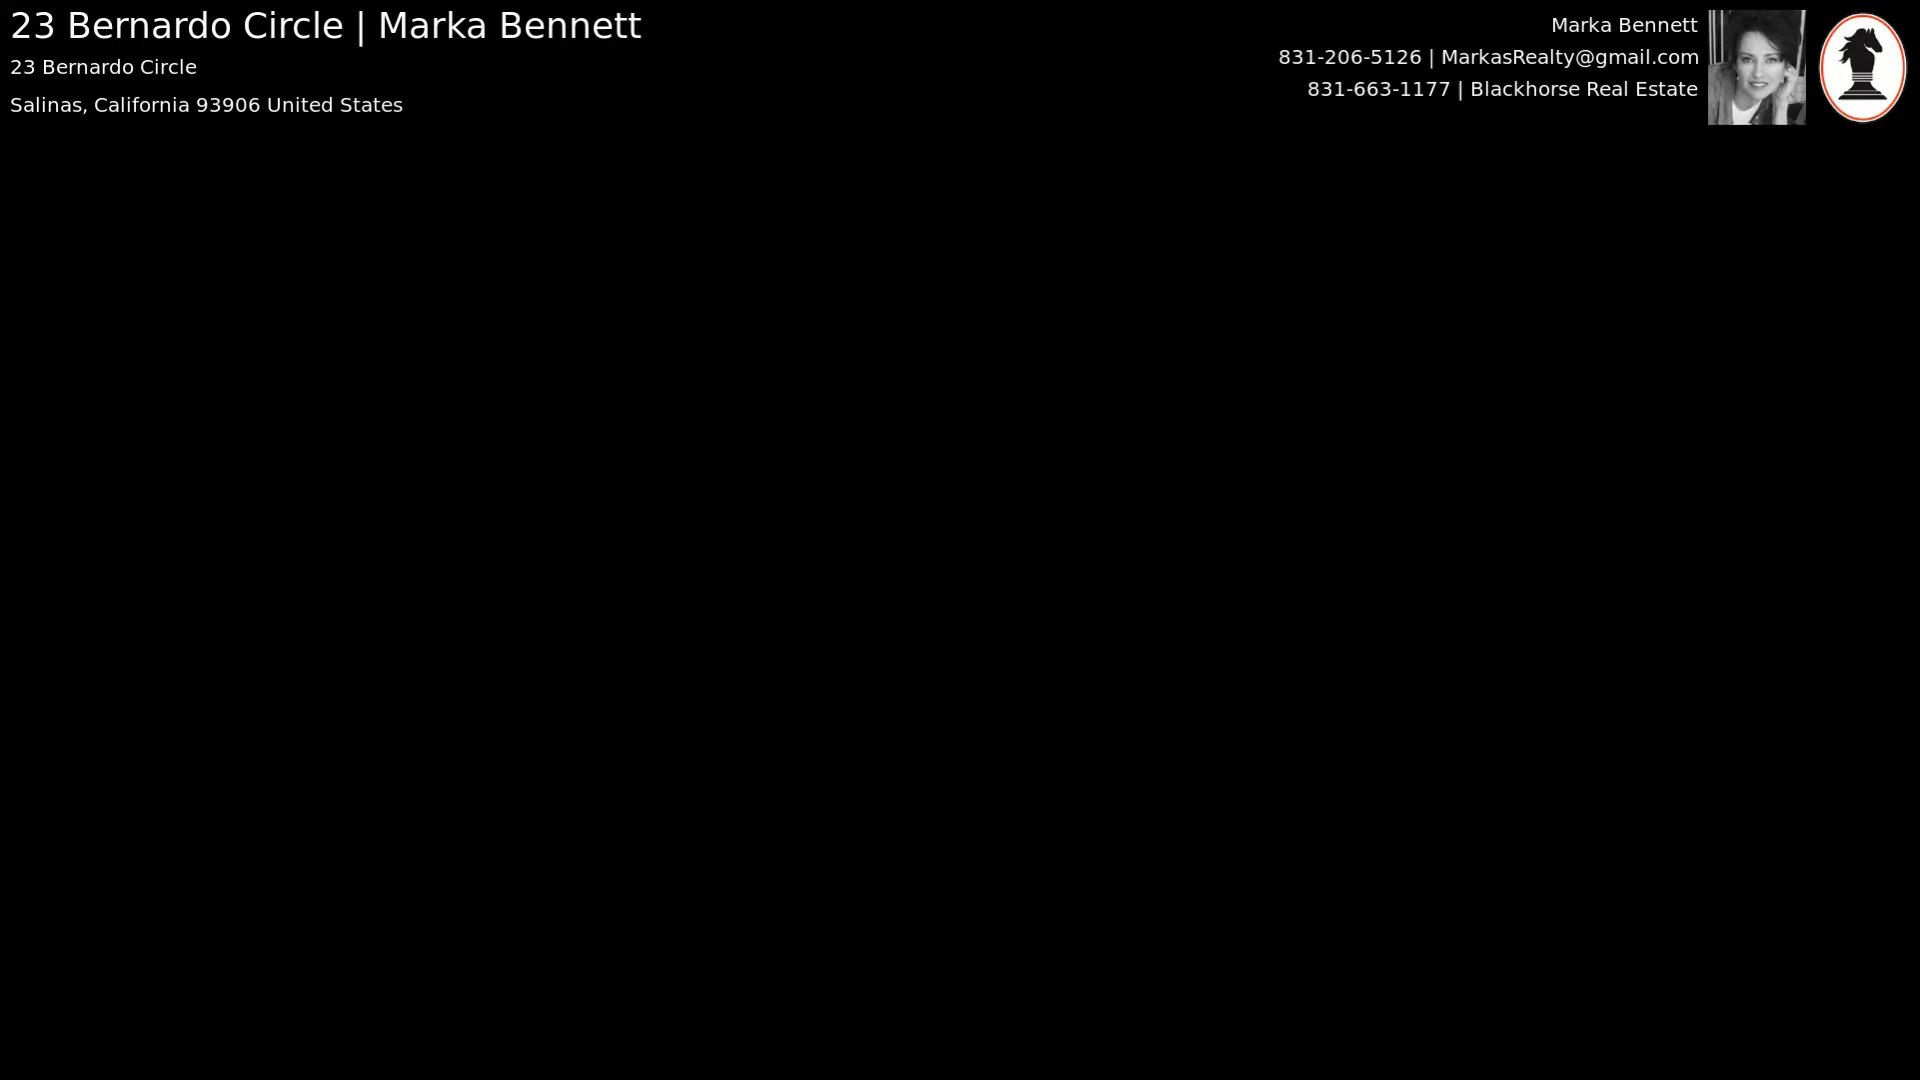 23 Bernardo Circle | Marka Bennett
23 Bernardo Circle
Salinas, California 93906 United States
Marka Bennett
831-206-5126 | MarkasRealty@gmail.com
831-663-1177 | Blackhorse Real Estate